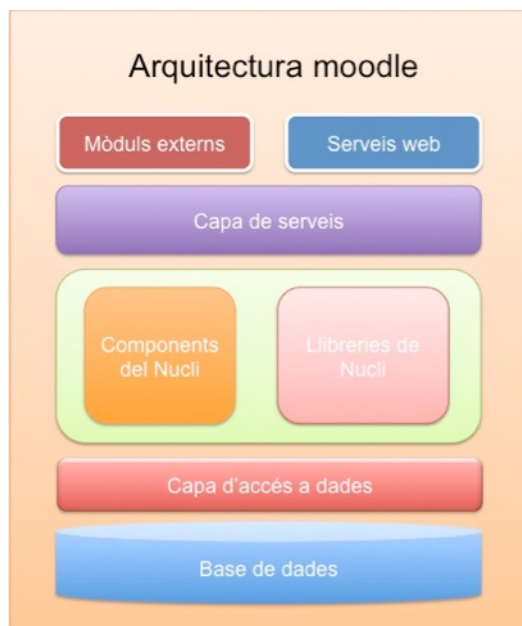 Arquitectura moodle
Mòduls externs
Serveis web
Capa de serveis
Components
del Nucli
Llibreries de
Nucli
Capa d'accés a dades
Base de dades